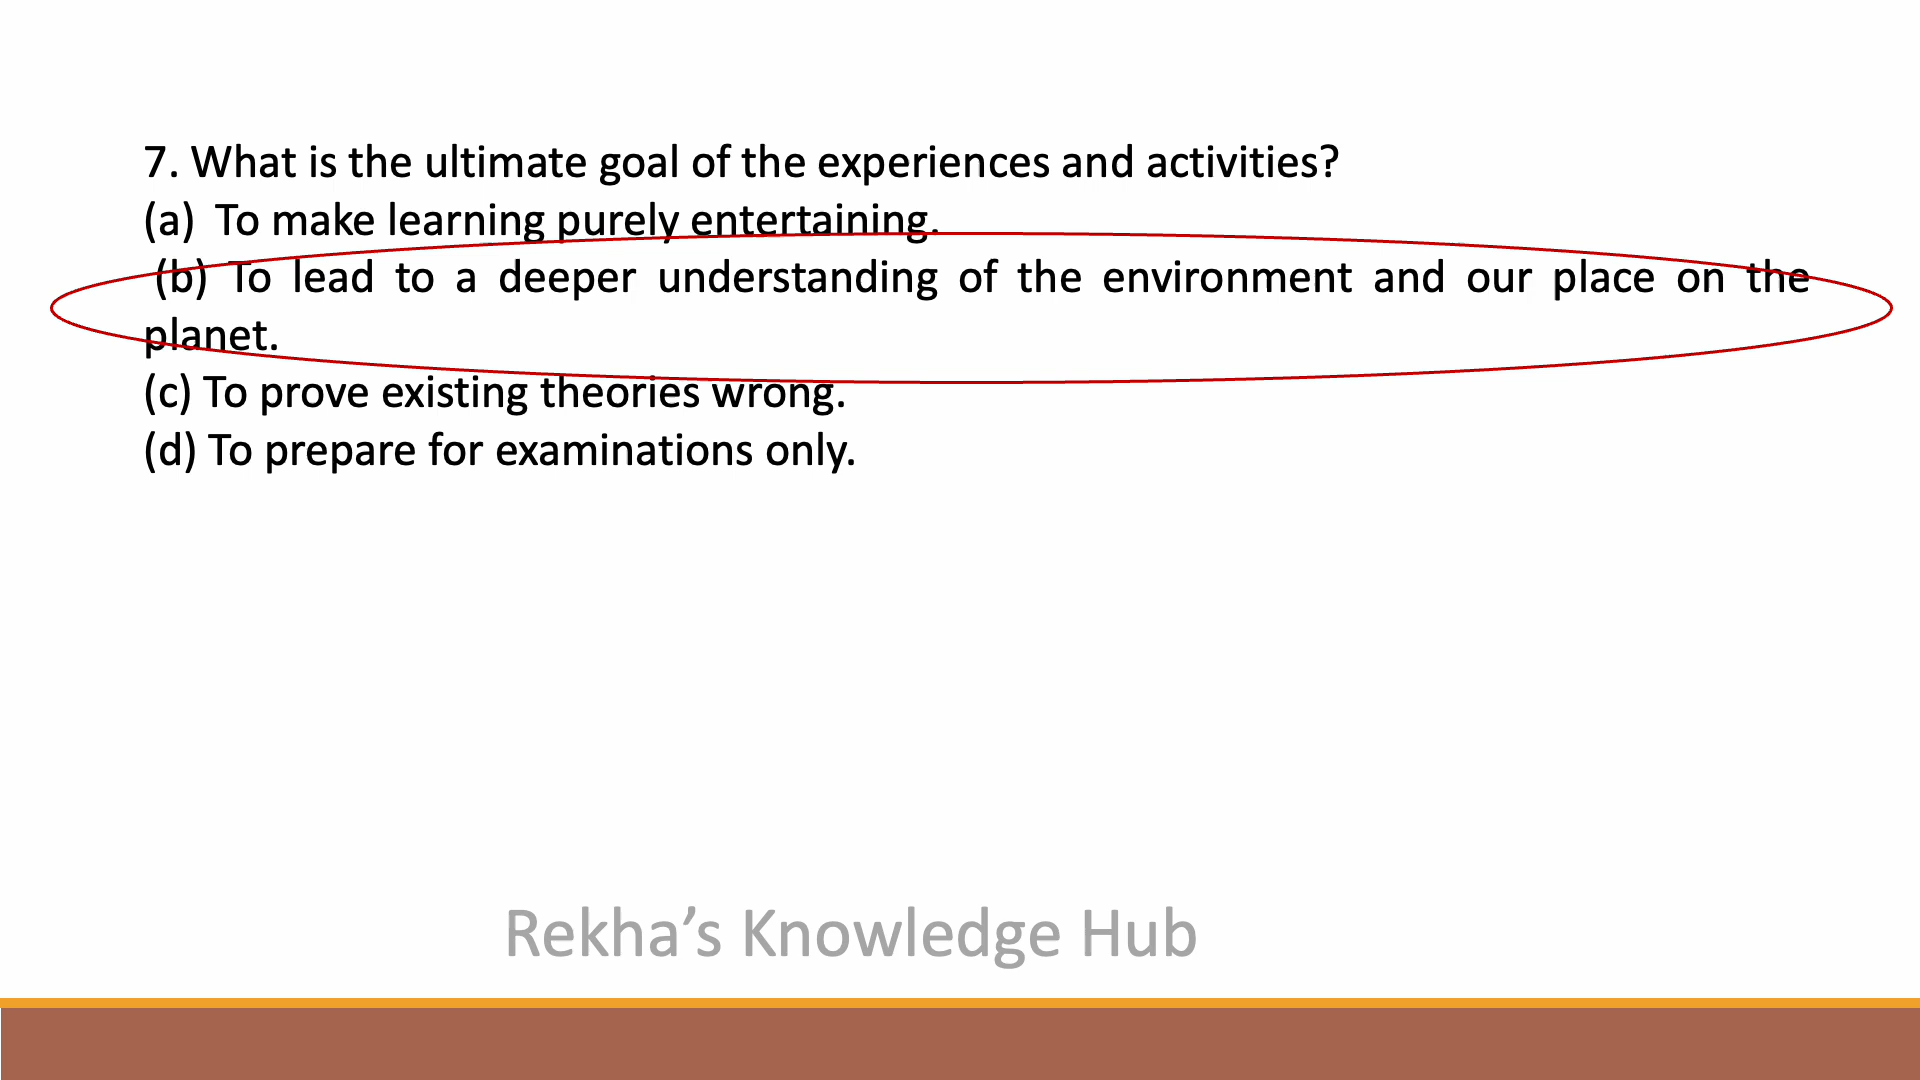 7. What is the ultimate goal of the experiences and activities?
(a) To make learning purely entertaining.
(b) To lead to a deeper understanding of the environment and our place on the
planet.
(c) To prove existing theories wrong.
(d) To prepare for examinations only.
Rekha’s Knowledge Hub